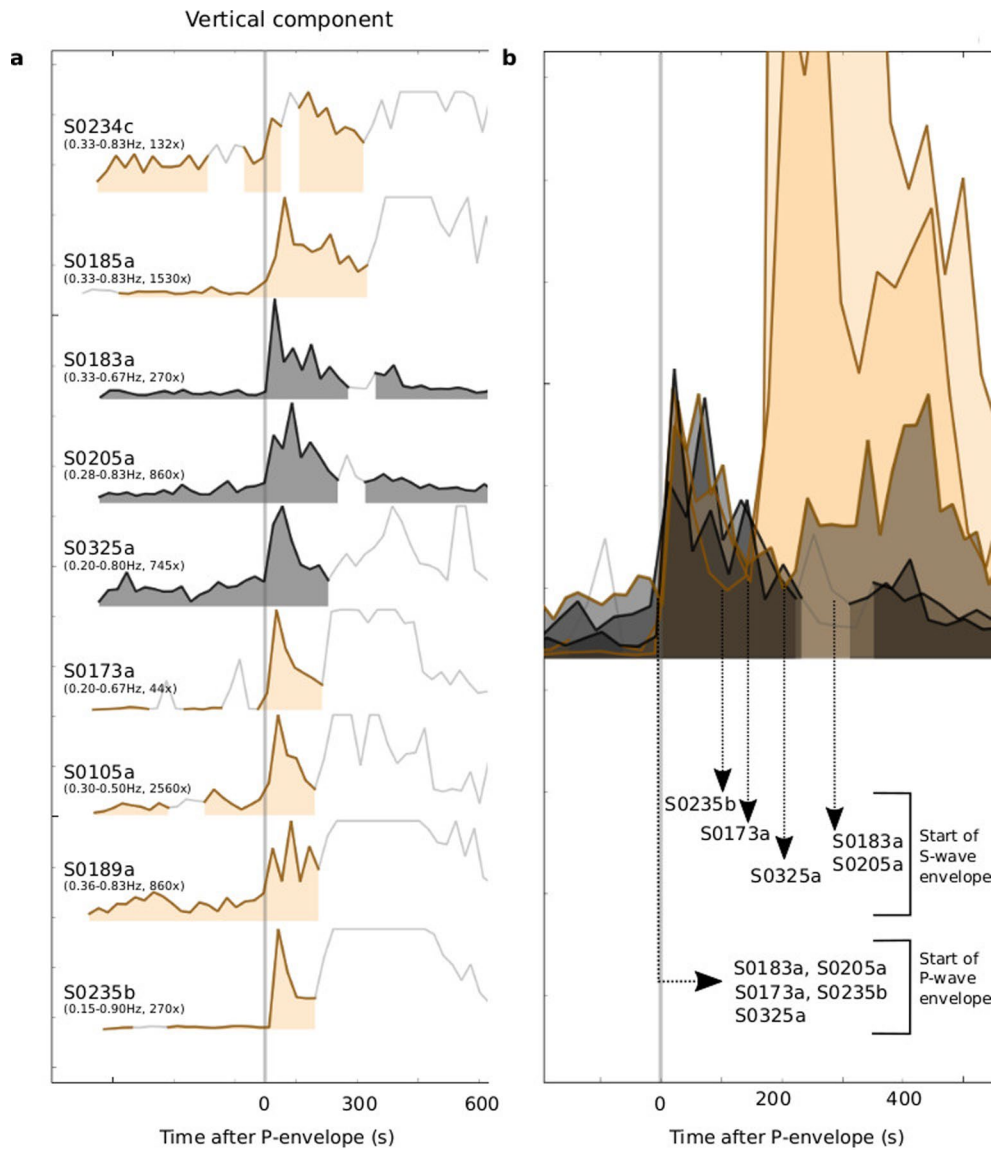 Vertical component
a
S0234c
(0.33-0.83Hz, 132x)
S0185a
(0.33-0.83Hz, 1530x)
S0183a
(0.33-0.67Hz, 270x)
S0205a
(0.28-0.83Hz, 860x)
S0325a
(0.20-0.80Hz, 745x)
S0173a
(0.20-0.67Hz, 44x)
S0105a
(0.30-0.50Hz, 2560x)
S0189a
(0.36-0.83Hz, 860x)
S0235b
(0.15-0.90Hz, 270x)
0 300 600
Time after P-envelope (s)
b
S0235b
S0173a
S0325a
S0183a
S0205a
Start of
S-wave
envelope
S0183a, S0205a
S0173a, S0235b
S0325a
Start of
P-wave
envelope
0 200 400
Time after P-envelope (s)